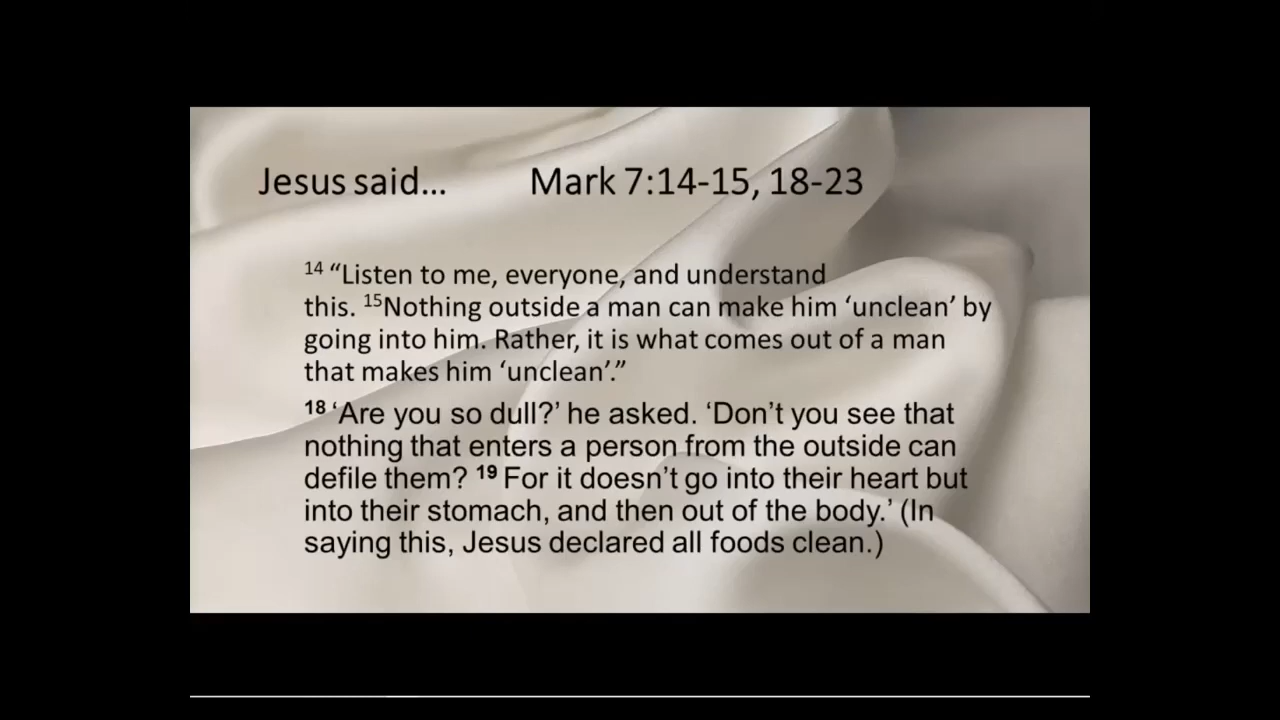 Jesus said… Mark 7:14-15, 18-23
14 “Listen to me, everyone, and understand
this. 15Nothing outside a man can make him ‘unclean’ by
going into him. Rather, it is what comes out of a man
that makes him ‘unclean’.”
18 ‘Are you so dull?’ he asked. ‘Don’t you see that
nothing that enters a person from the outside can
defile them? 19 For it doesn’t go into their heart but
into their stomach, and then out of the body.’ (In
saying this, Jesus declared all foods clean.)